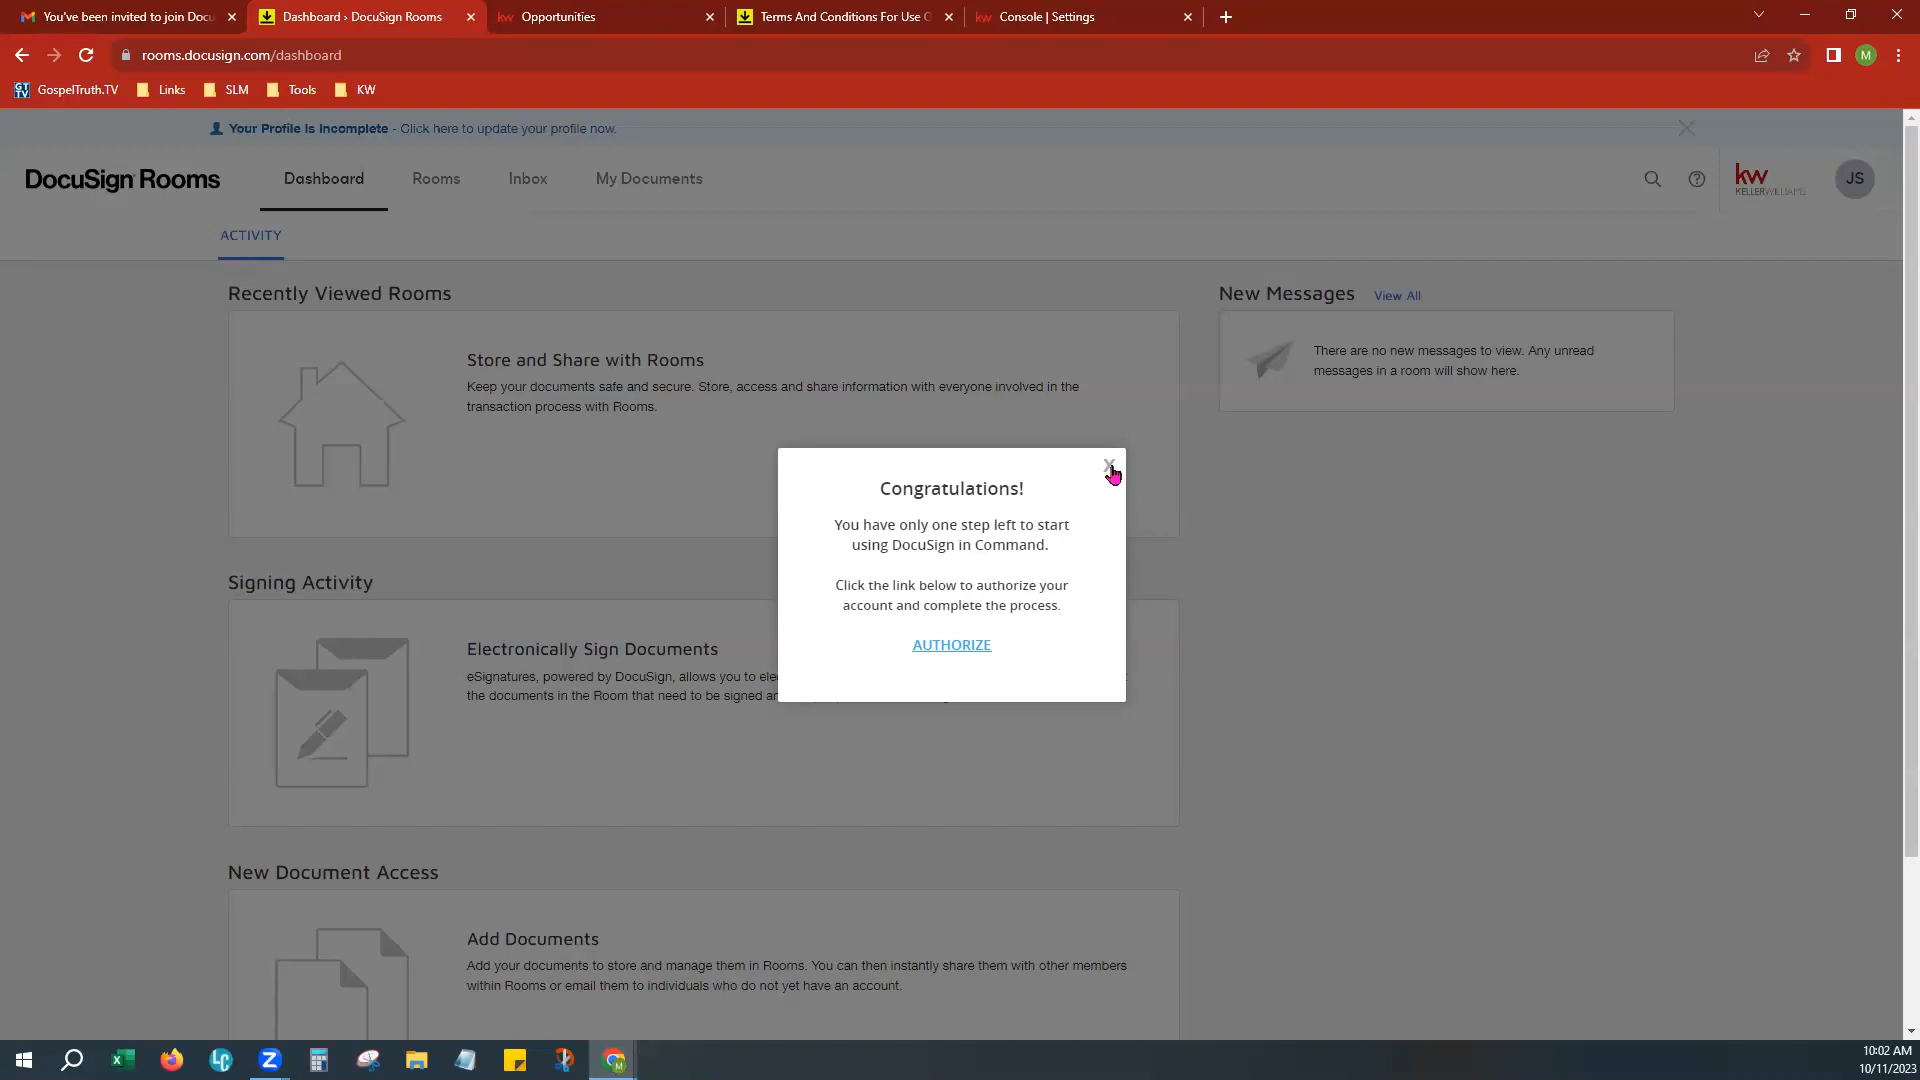 You've been invited to join Docu
Dashboard › DocuSign Rooms
kw Opportunities
Terms And Conditions For Use O
kw Console | Settings
rooms.docusign.com/dashboard
M
GT TV GospelTruth.TV
Links
SLM
Tools
KW
Your Profile Is Incomplete - Click here to update your profile now.
DocuSign Rooms
Dashboard
Rooms
Inbox
My Documents
kw
KELLERWILLIAMS
JS
ACTIVITY
Recently Viewed Rooms
New Messages View All
Store and Share with Rooms
Keep your documents safe and secure. Store, access and share information with everyone involved in the
transaction process with Rooms.
There are no new messages to view. Any unread
messages in a room will show here.
X
Congratulations!
You have only one step left to start
using DocuSign in Command.
Click the link below to authorize your
account and complete the process.
AUTHORIZE
Signing Activity
Electronically Sign Documents
eSignatures, powered by DocuSign, allows you to ele
the documents in the Room that need to be signed an
New Document Access
Add Documents
Add your documents to store and manage them in Rooms. You can then instantly share them with other members
within Rooms or email them to individuals who do not yet have an account.
LC
Z
10:02 AM
10/11/2023